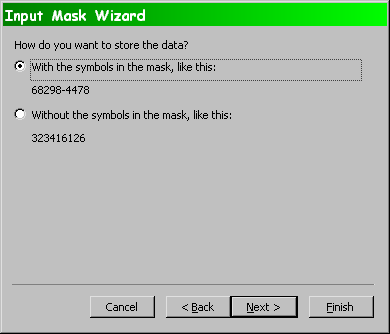 Input Mask Wizard
How do you want to store the data?
With the symbols in the mask, like this:
68298-4478
Without the symbols in the mask, like this:
323416126
Cancel < Back Next > Finish